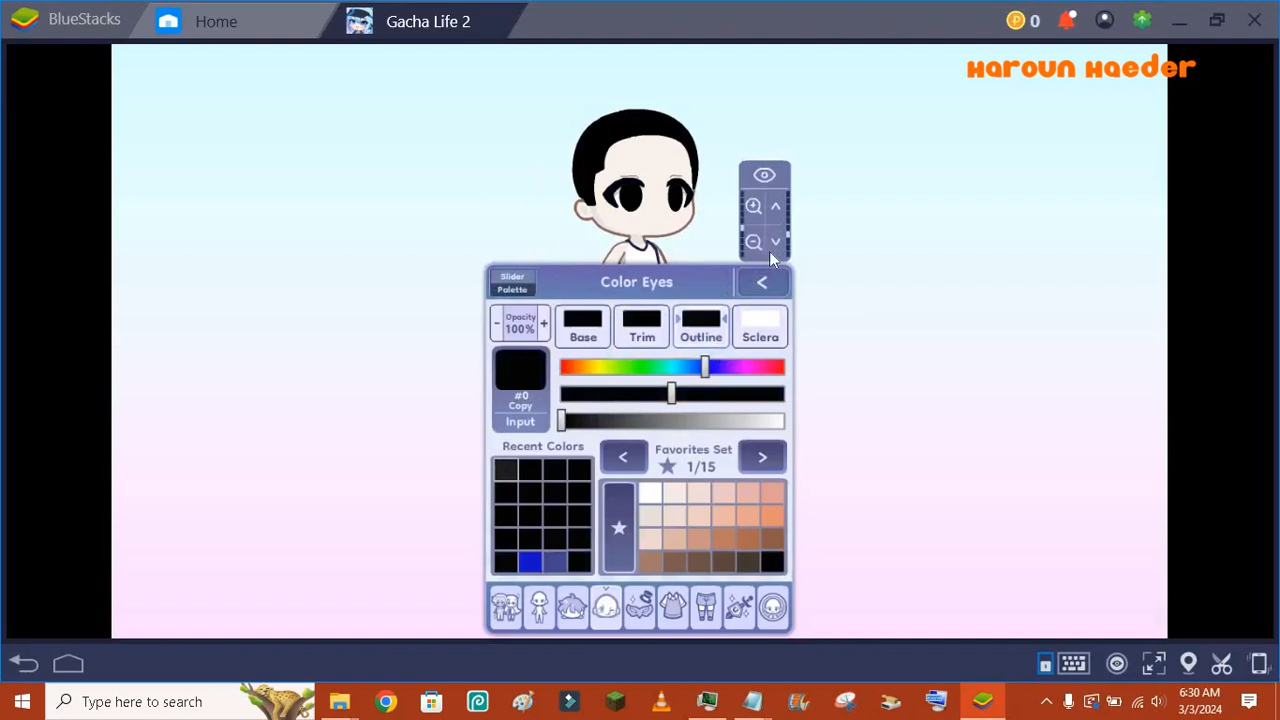 BlueStacks
Home
Gacha Life 2
0
Haroun Haeder
Slider
Palette
Color Eyes
<
- Opacity 100% +
Base
Trim
Outline
Sclera
#0
Copy
Input
Recent Colors
<
Favorites Set
★ 1/15
>
Type here to search
6:30 AM
3/3/2024